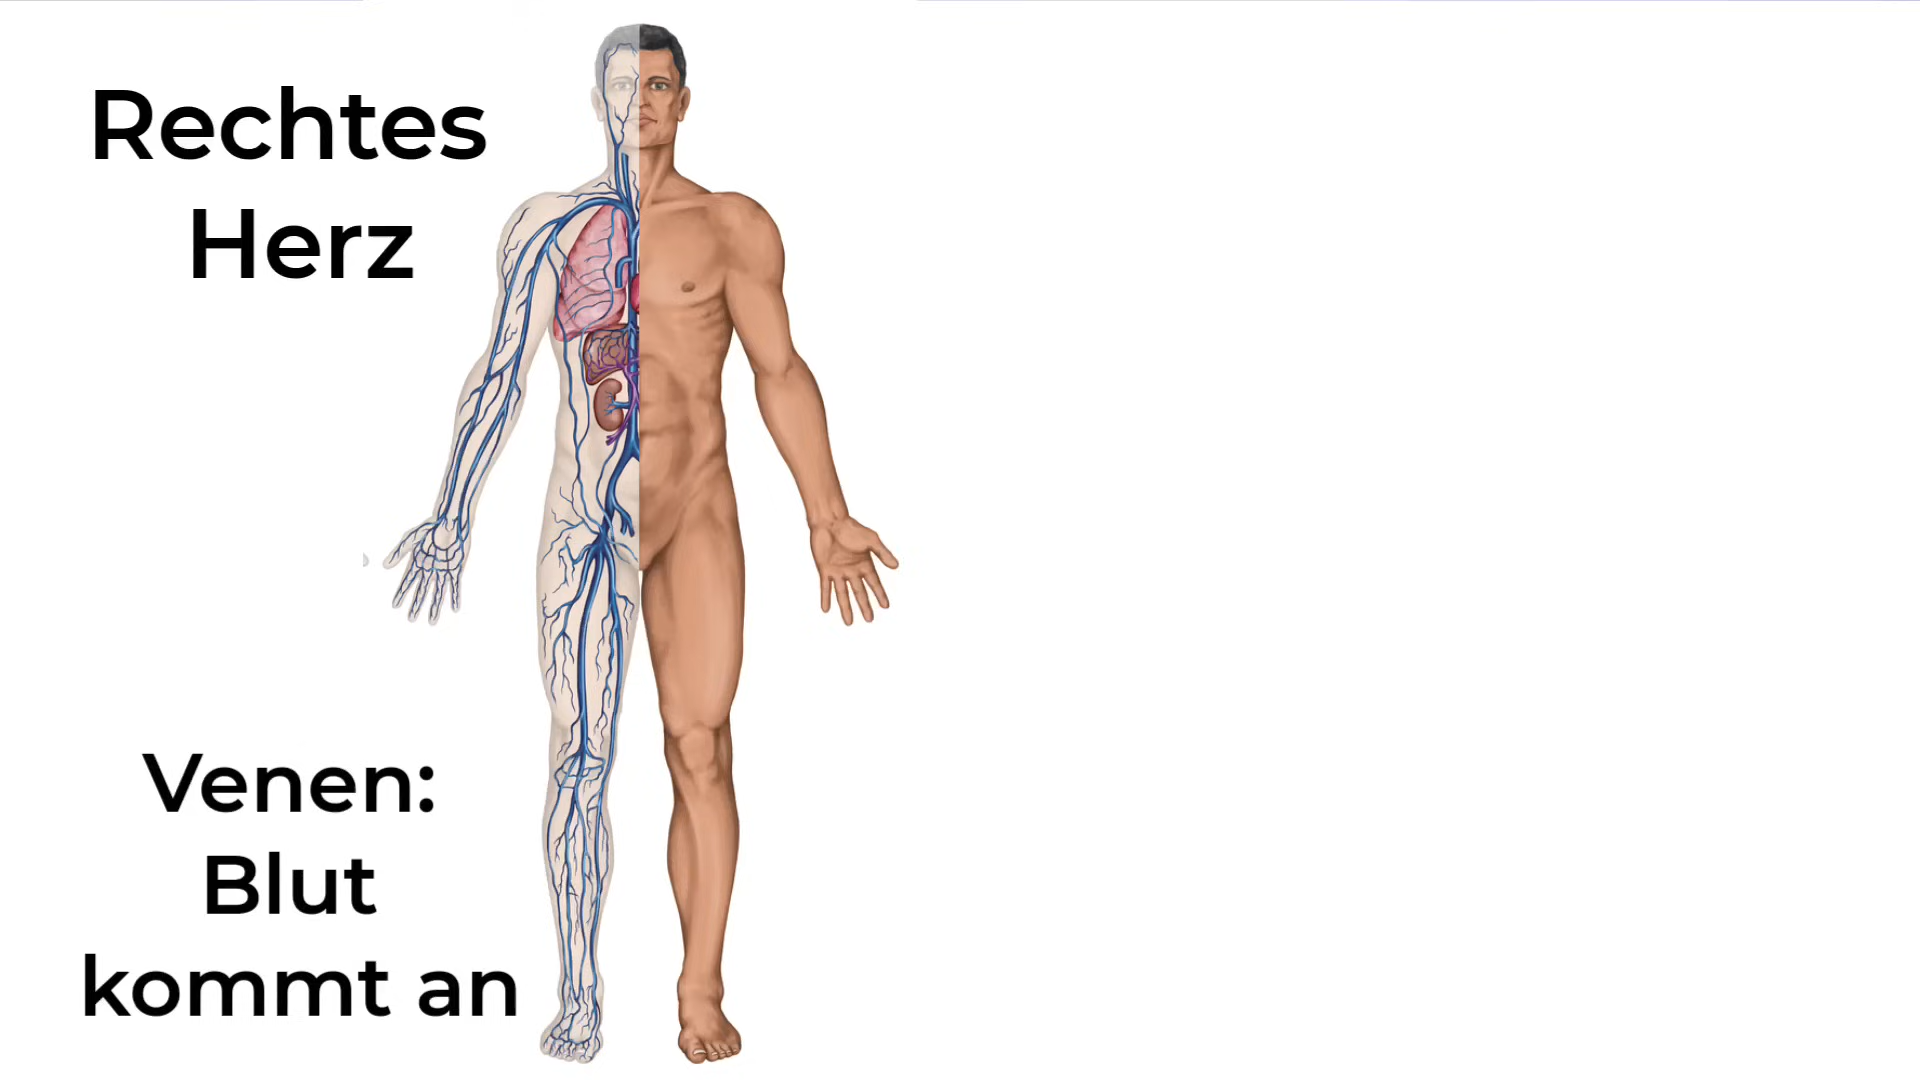 Rechtes
Herz
Venen:
Blut
kommt an